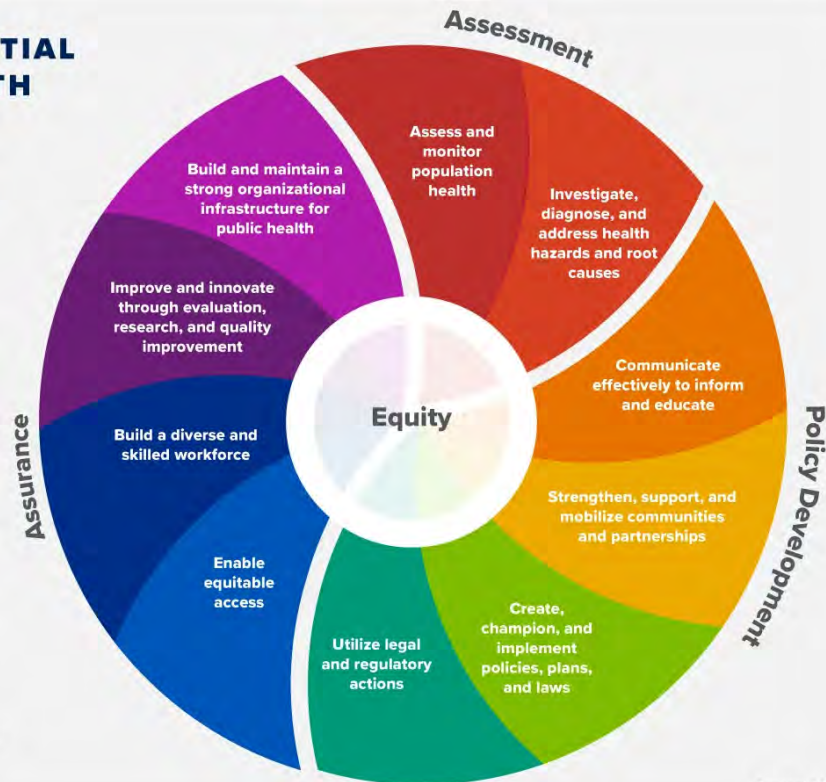 Assessment
Assess and
monitor
population
health
Investigate,
diagnose, and
address health
hazards and root
causes
Communicate
effectively to inform
and educate
Policy Development
Strengthen, support, and
mobilize communities
and partnerships
Create,
champion, and
implement
policies, plans,
and laws
Utilize legal
and regulatory
actions
Assurance
Enable
equitable
access
Build a diverse and
skilled workforce
Improve and innovate
through evaluation,
research, and quality
improvement
Build and maintain a
strong organizational
infrastructure for
public health
Equity